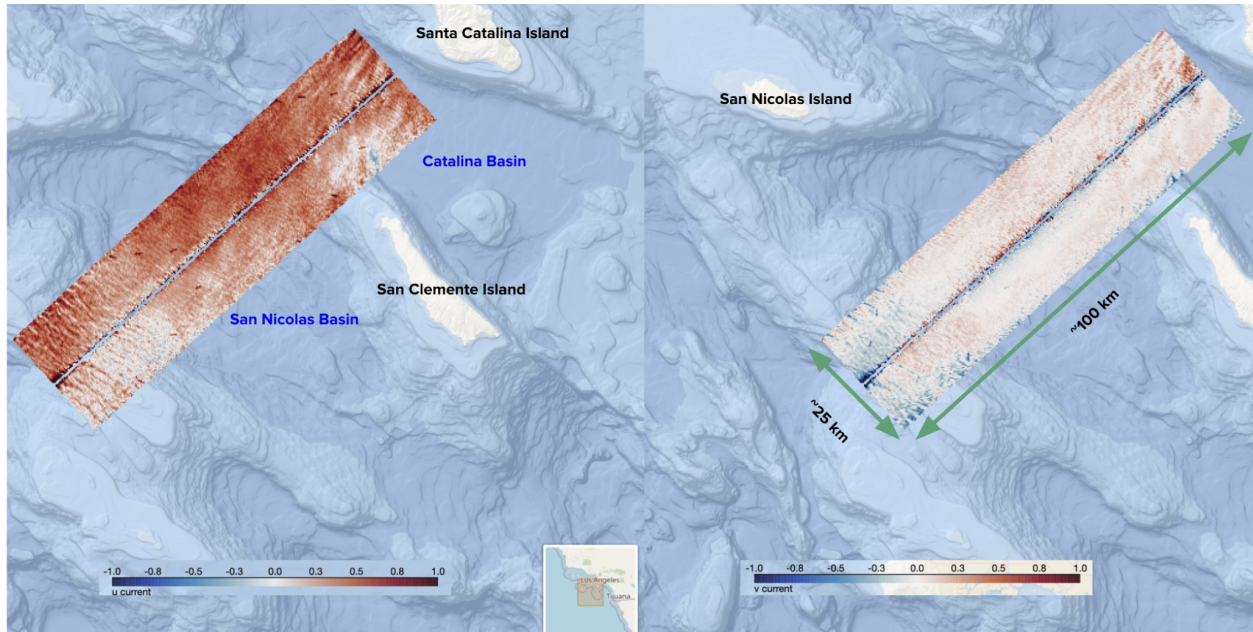 Santa Catalina Island
San Nicolas Island
Catalina Basin
San Clemente Island
San Nicolas Basin
~100 km
~25 km
-1.0 -0.8 -0.5 -0.3 0.0 0.3 0.5 0.8 1.0
u current
Los Angeles
Tijuana
-1.0 -0.8 -0.5 -0.3 0.0 0.3 0.5 0.8 1.0
v current